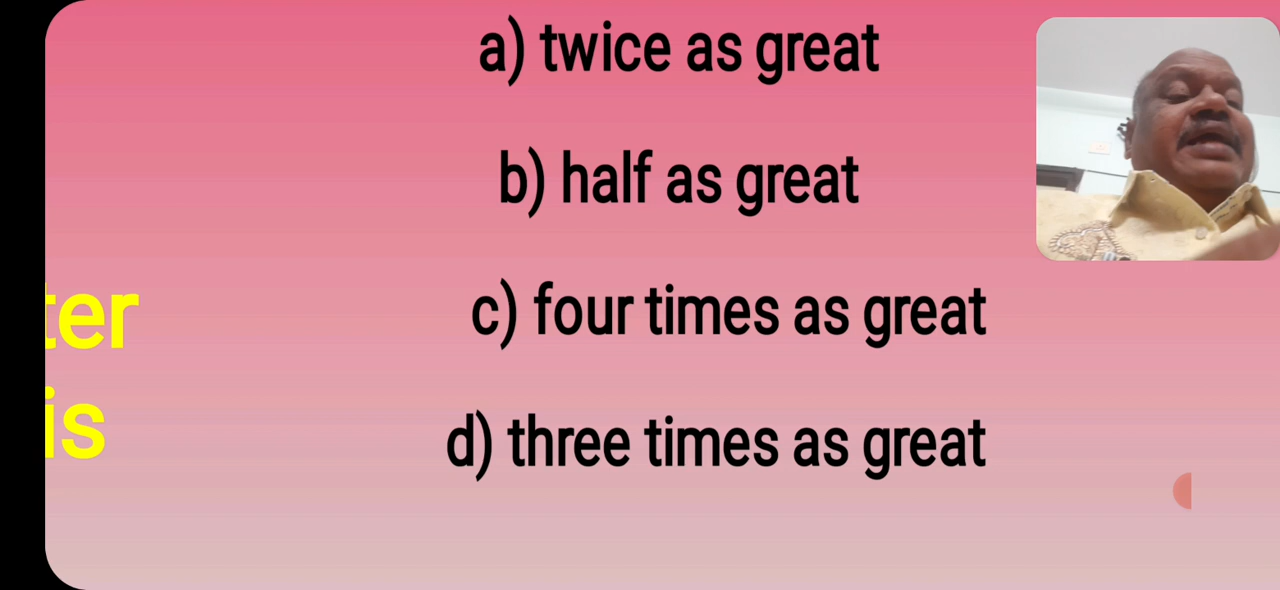 a) twice as great
b) half as great
c) four times as great
ter
is
d) three times as great